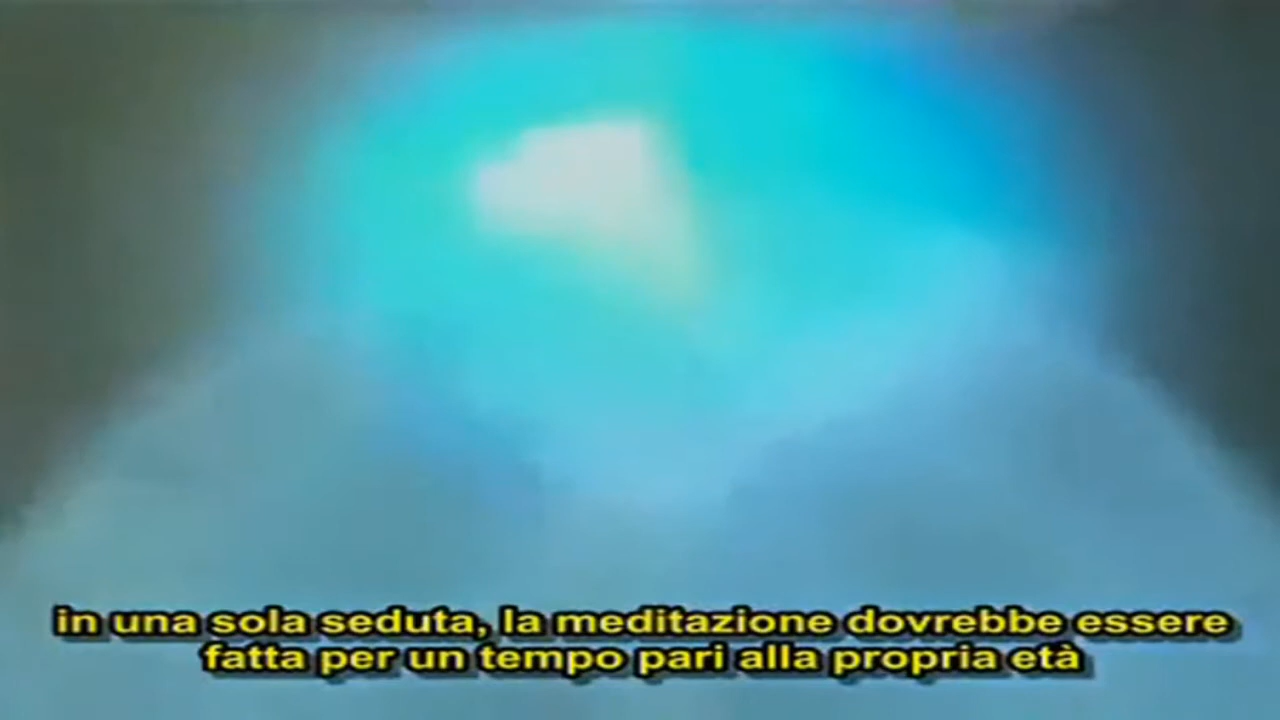 in una sola seduta, la meditazione dovrebbe essere
fatta per un tempo pari alla propria età